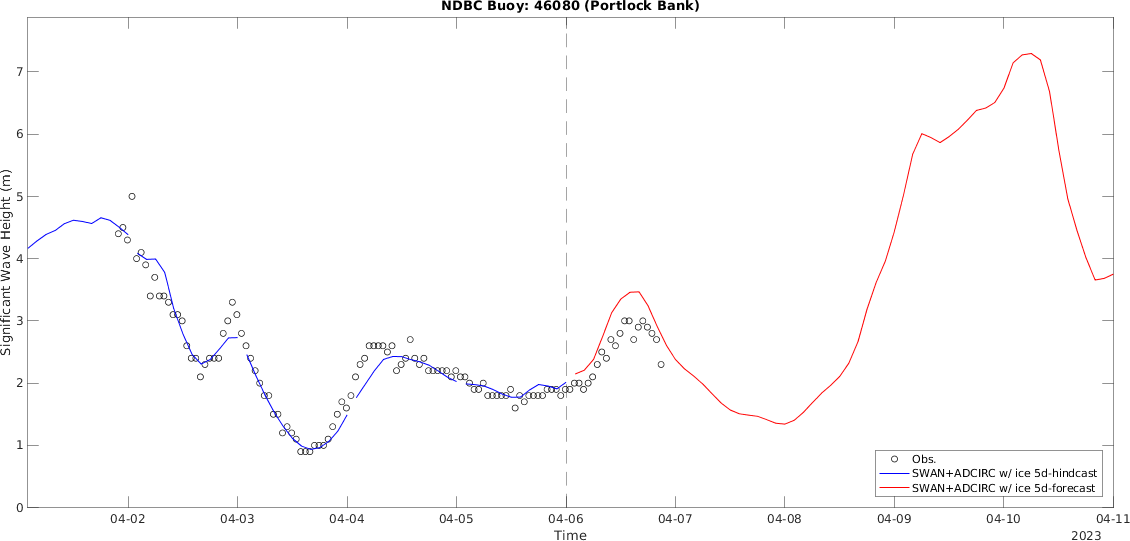 NDBC Buoy: 46080 (Portlock Bank)
Significant Wave Height (m)
7
6
5
4
3
2
1
0
Obs.
SWAN+ADCIRC w/ ice 5d-hindcast
SWAN+ADCIRC w/ ice 5d-forecast
04-02 04-03 04-04 04-05 04-06 04-07 04-08 04-09 04-10 04-11
Time
2023